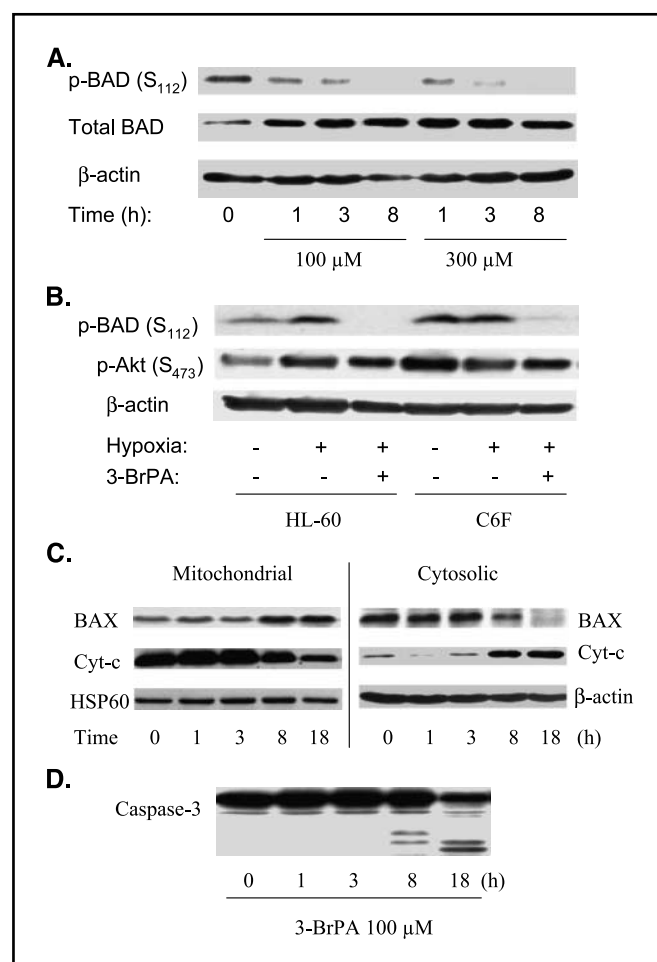 A.
p-BAD (S112)
Total BAD
β-actin
Time (h): 0 1 3 8 1 3 8
100 µM 300 µM
B.
p-BAD (S112)
p-Akt (S473)
β-actin
Hypoxia: - + + - + +
3-BrPA: - - + - - +
HL-60 C6F
C.
Mitochondrial Cytosolic
BAX BAX
Cyt-c Cyt-c
HSP60 β-actin
Time 0 1 3 8 18 0 1 3 8 18 (h)
D.
Caspase-3
0 1 3 8 18 (h)
3-BrPA 100 µM